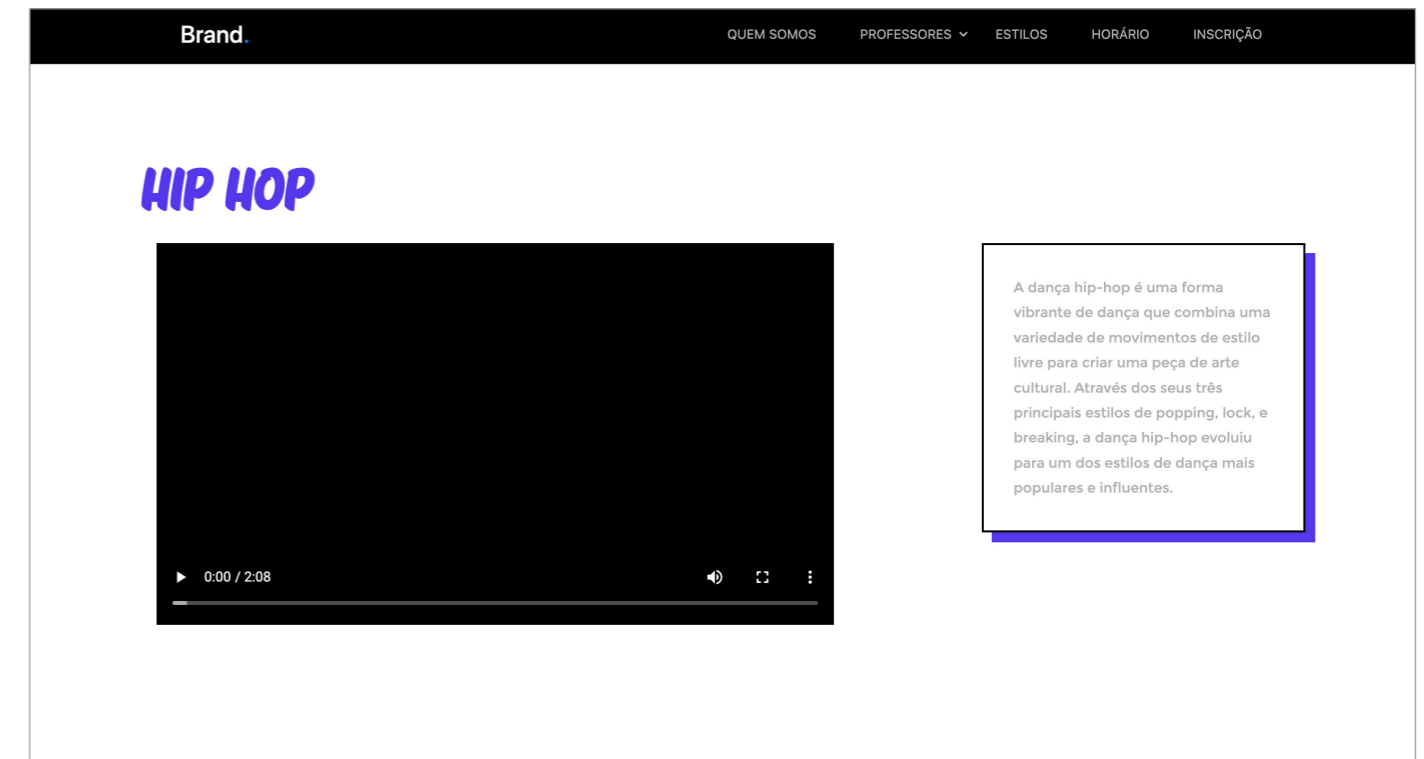 Brand.
QUEM SOMOS PROFESSORES ESTILOS HORÁRIO INSCRIÇÃO
HIP HOP
A dança hip-hop é uma forma
vibrante de dança que combina uma
variedade de movimentos de estilo
livre para criar uma peça de arte
cultural. Através dos seus três
principais estilos de popping, lock, e
breaking, a dança hip-hop evoluiu
para um dos estilos de dança mais
populares e influentes.
0:00 / 2:08